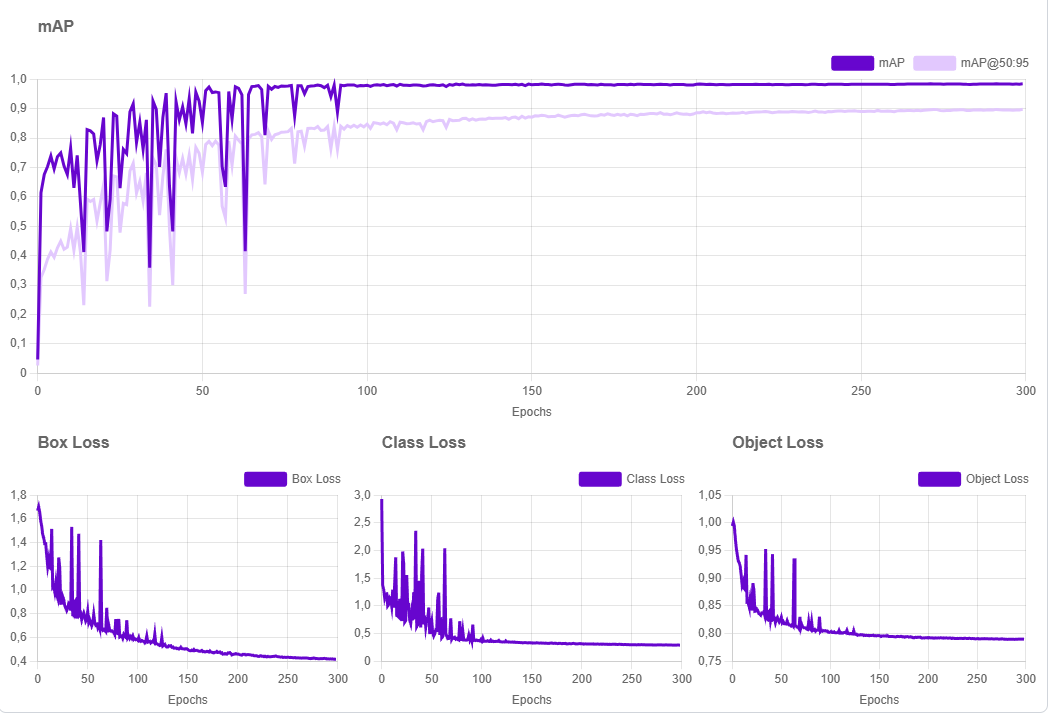 mAP
mAP mAP@50:95
1,0
0,9
0,8
0,7
0,6
0,5
0,4
0,3
0,2
0,1
0
0 50 100 150 200 250 300
Epochs
Box Loss Class Loss Object Loss
Box Loss Class Loss Object Loss
1,8 3,0 1,05
1,6 2,5 1,00
1,4 2,0 0,95
1,2 1,5 0,90
1,0 1,0 0,85
0,8 0,5 0,80
0,6 0 0,75
0,4
0 50 100 150 200 250 300 0 50 100 150 200 250 300 0 50 100 150 200 250 300
Epochs Epochs Epochs